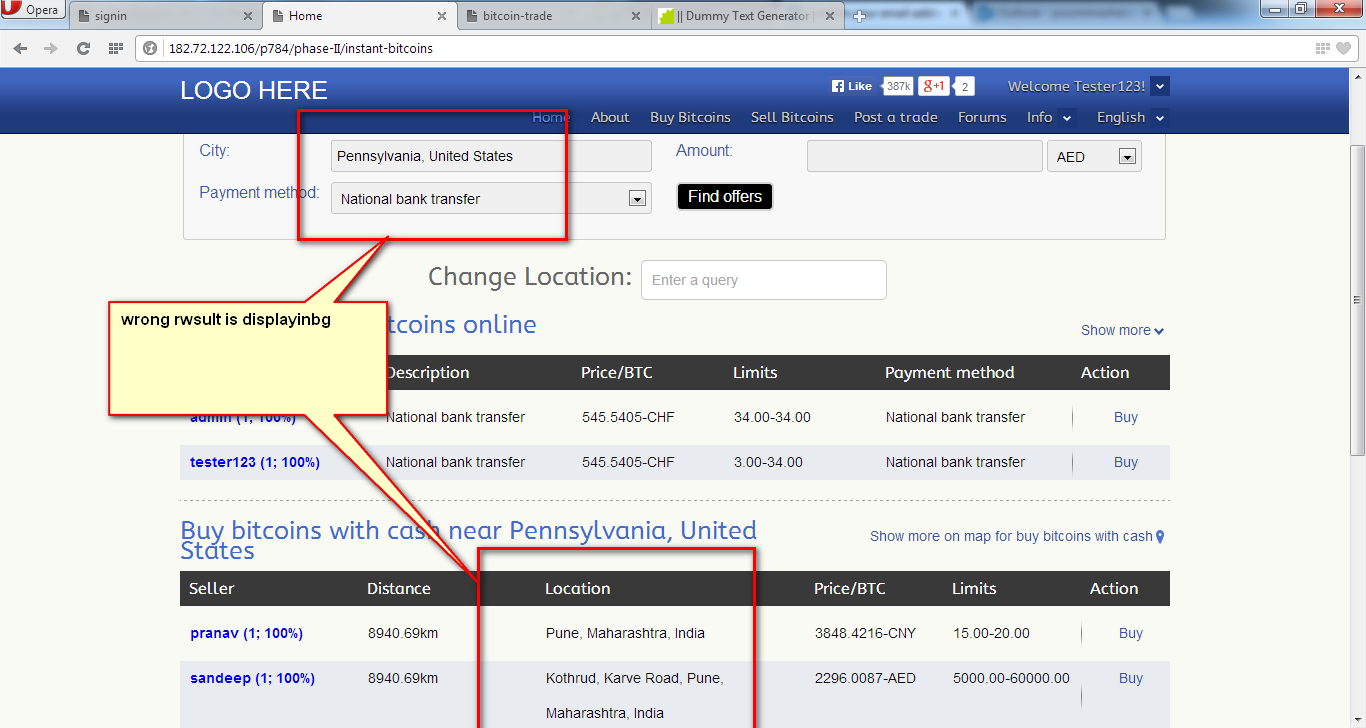 Opera
signin
Home
bitcoin-trade
|| Dummy Text Generator |
182.72.122.106/p784/phase-II/instant-bitcoins
LOGO HERE
Like 387k g+1 2 Welcome Tester123!
Home About Buy Bitcoins Sell Bitcoins Post a trade Forums Info English
City: Pennsylvania, United States Amount: AED
Payment method: National bank transfer Find offers
Change Location: Enter a query
wrong rwsult is displayinbg
tcoins online Show more
Description Price/BTC Limits Payment method Action
admin (1; 100%) National bank transfer 545.5405-CHF 34.00-34.00 National bank transfer Buy
tester123 (1; 100%) National bank transfer 545.5405-CHF 3.00-34.00 National bank transfer Buy
Buy bitcoins with cash near Pennsylvania, United
States
Show more on map for buy bitcoins with cash
Seller Distance Location Price/BTC Limits Action
pranav (1; 100%) 8940.69km Pune, Maharashtra, India 3848.4216-CNY 15.00-20.00 Buy
sandeep (1; 100%) 8940.69km Kothrud, Karve Road, Pune, 2296.0087-AED 5000.00-60000.00 Buy
Maharashtra, India